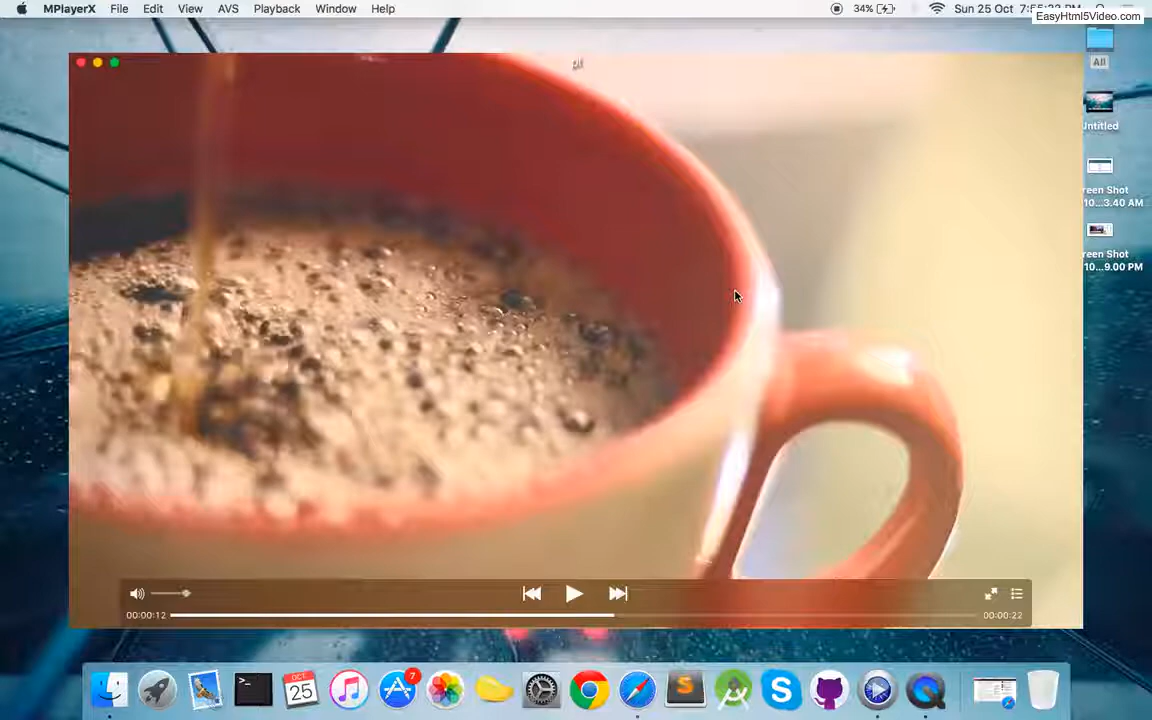 MPlayerX File Edit View AVS Playback Window Help 34% Sun 25 Oct
EasyHtml5Video.com
pt
All
Untitled
reen Shot
10...3.40 AM
reen Shot
10...9.00 PM
00:00:12 00:00:22
7
OCT
25
>_
S
S